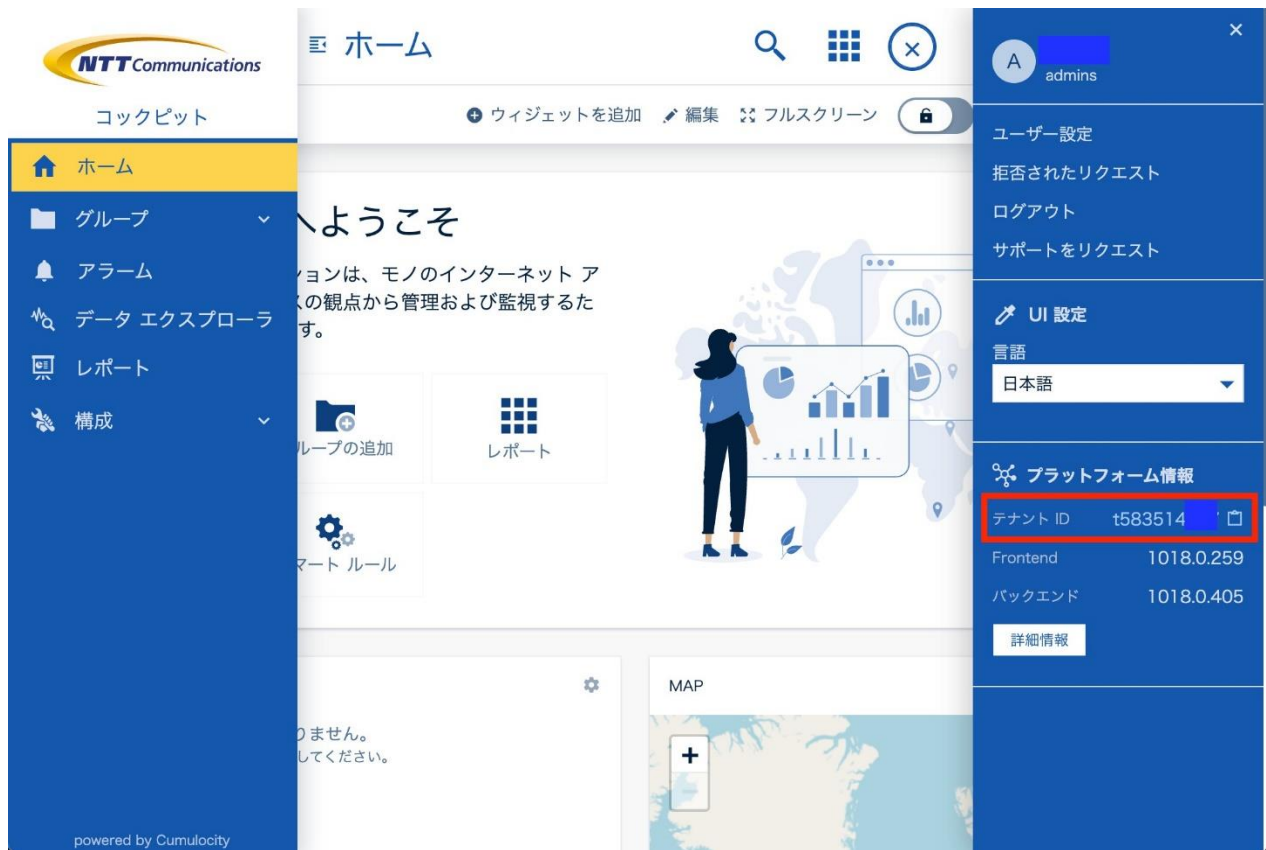 NTT Communications
コックピット
ホーム
グループ
アラーム
データ エクスプローラ
レポート
構成
powered by Cumulocity
ホーム
ウィジェットを追加 編集 フルスクリーン
へようこそ
ションは、モノのインターネット ア
の観点から管理および監視するた
す。
ループの追加
レポート
マート ルール
りません。
してください。
MAP
+
A
admins
×
ユーザー設定
拒否されたリクエスト
ログアウト
サポートをリクエスト
UI 設定
言語
日本語
プラットフォーム情報
テナント ID t583514
Frontend 1018.0.259
バックエンド 1018.0.405
詳細情報